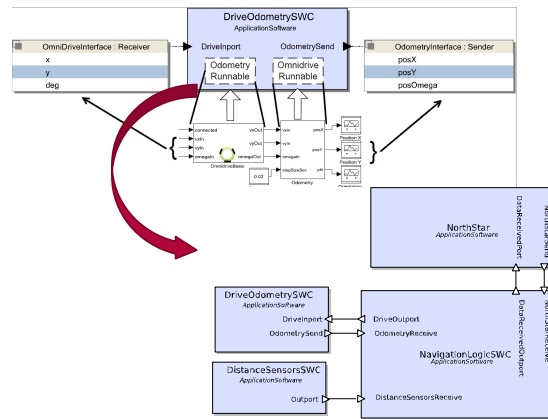 DriveOdometrySWC
ApplicationSoftware
OmniDriveInterface : Receiver
x
y
deg
DriveInport
OdometrySend
Odometry
Runnable
Omnidrive
Runnable
OdometryInterface : Sender
posX
posY
posOmega
connected
vxIn
vyIn
omegaIn
vxOut
vyOut
omegaOut
OmnidriveBasic
vxIn
vyIn
omegaIn
stepSizeSec
posX
posY
phi
Odometry
0.02
Position X
Position Y
NorthStar
ApplicationSoftware
DataReceivedPort
DriveOdometrySWC
ApplicationSoftware
DriveInport
OdometrySend
DistanceSensorsSWC
ApplicationSoftware
Outport
DriveOutport
OdometryReceive
NavigationLogicSWC
ApplicationSoftware
DistanceSensorsReceive
DataReceivedOutport